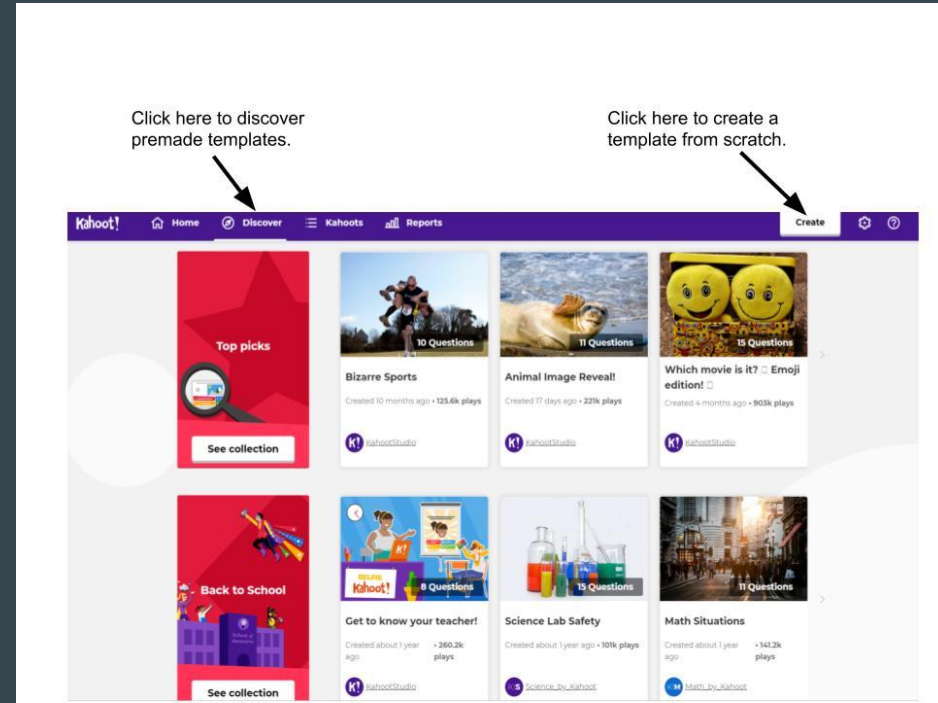 Click here to discover
premade templates.
Click here to create a
template from scratch.
Kahoot! Home Discover Kahoots Reports Create
Top picks
See collection
10 Questions
Bizarre Sports
Created 10 months ago • 125.6k plays
KahootStudio
11 Questions
Animal Image Reveal!
Created 17 days ago • 221k plays
KahootStudio
15 Questions
Which movie is it? Emoji
edition!
Created 4 months ago • 903k plays
KahootStudio
Back to School
See collection
SELFIE
Kahoot!
8 Questions
Get to know your teacher!
Created about 1 year • 260.2k
ago plays
KahootStudio
15 Questions
Science Lab Safety
Created about 1 year ago • 101k plays
Science_by_Kahoot
11 Questions
Math Situations
Created about 1 year • 141.2k
ago plays
Math_by_Kahoot